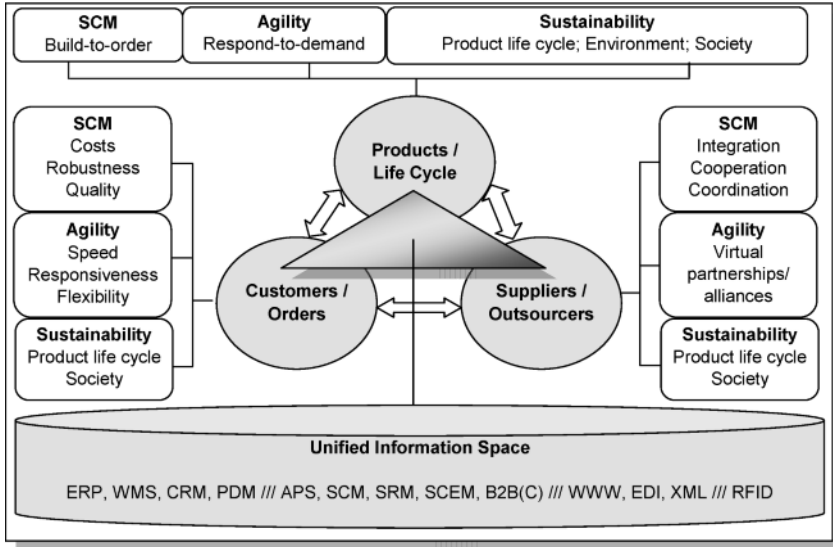 SCM
Build-to-order
Agility
Respond-to-demand
Sustainability
Product life cycle; Environment; Society
SCM
Costs
Robustness
Quality
Agility
Speed
Responsiveness
Flexibility
Sustainability
Product life cycle
Society
Products /
Life Cycle
Customers /
Orders
Suppliers /
Outsourcers
SCM
Integration
Cooperation
Coordination
Agility
Virtual
partnerships/
alliances
Sustainability
Product life cycle
Society
Unified Information Space
ERP, WMS, CRM, PDM /// APS, SCM, SRM, SCEM, B2B(C) /// WWW, EDI, XML /// RFID